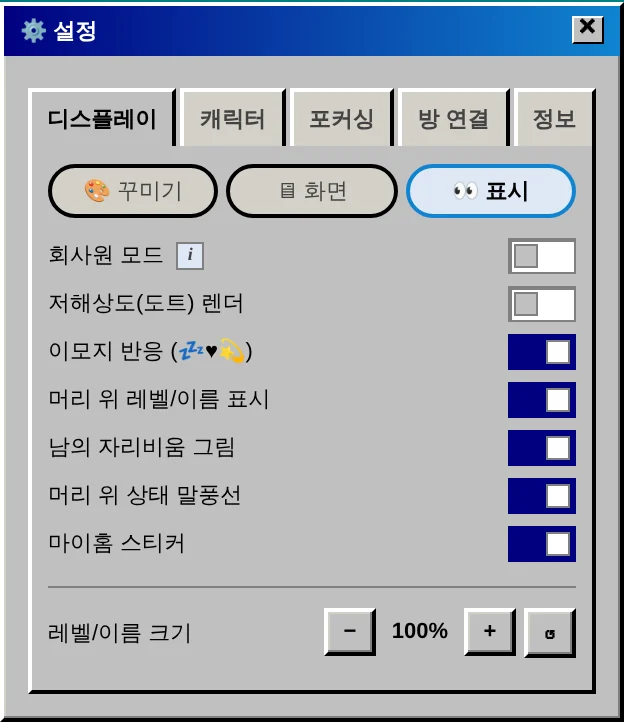 ⚙️ 설정
디스플레이 캐릭터 포커싱 방 연결 정보
🎨 꾸미기 🖥 화면 👀 표시
회사원 모드 i
저해상도(도트) 렌더
이모지 반응 (💤♥💫)
머리 위 레벨/이름 표시
남의 자리비움 그림
머리 위 상태 말풍선
마이홈 스티커
레벨/이름 크기 − 100% + ↺